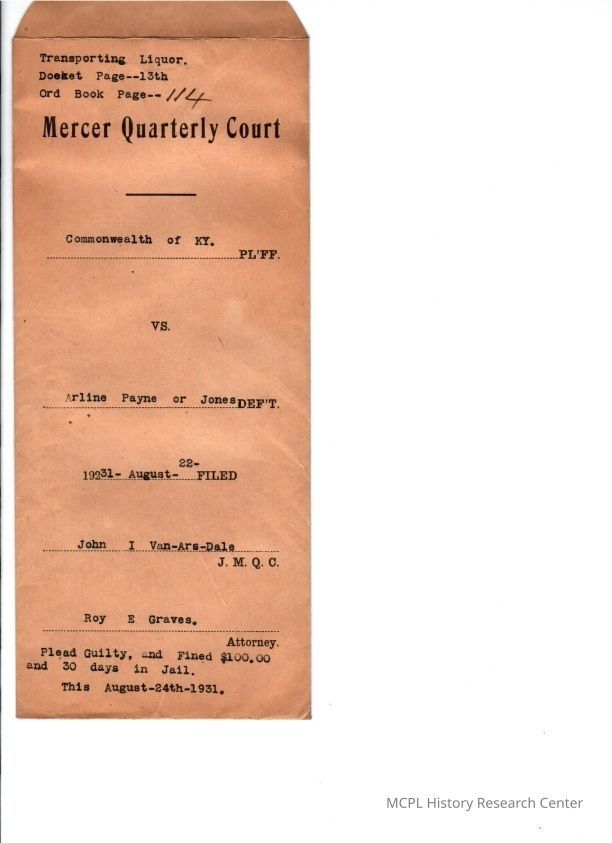 Transporting Liquor.
Docket Page--13th
Ord Book Page--114
Mercer Quarterly Court
Commonwealth of KY.
PL'FF.
VS.
Arline Payne or Jones DEF'T.
22-
19231- August- FILED
John I Van-Ars-Dale
J. M. Q. C.
Roy E Graves.
Attorney.
Plead Guilty, and Fined $100.00
and 30 days in Jail.
This August-24th-1931.
MCPL History Research Center